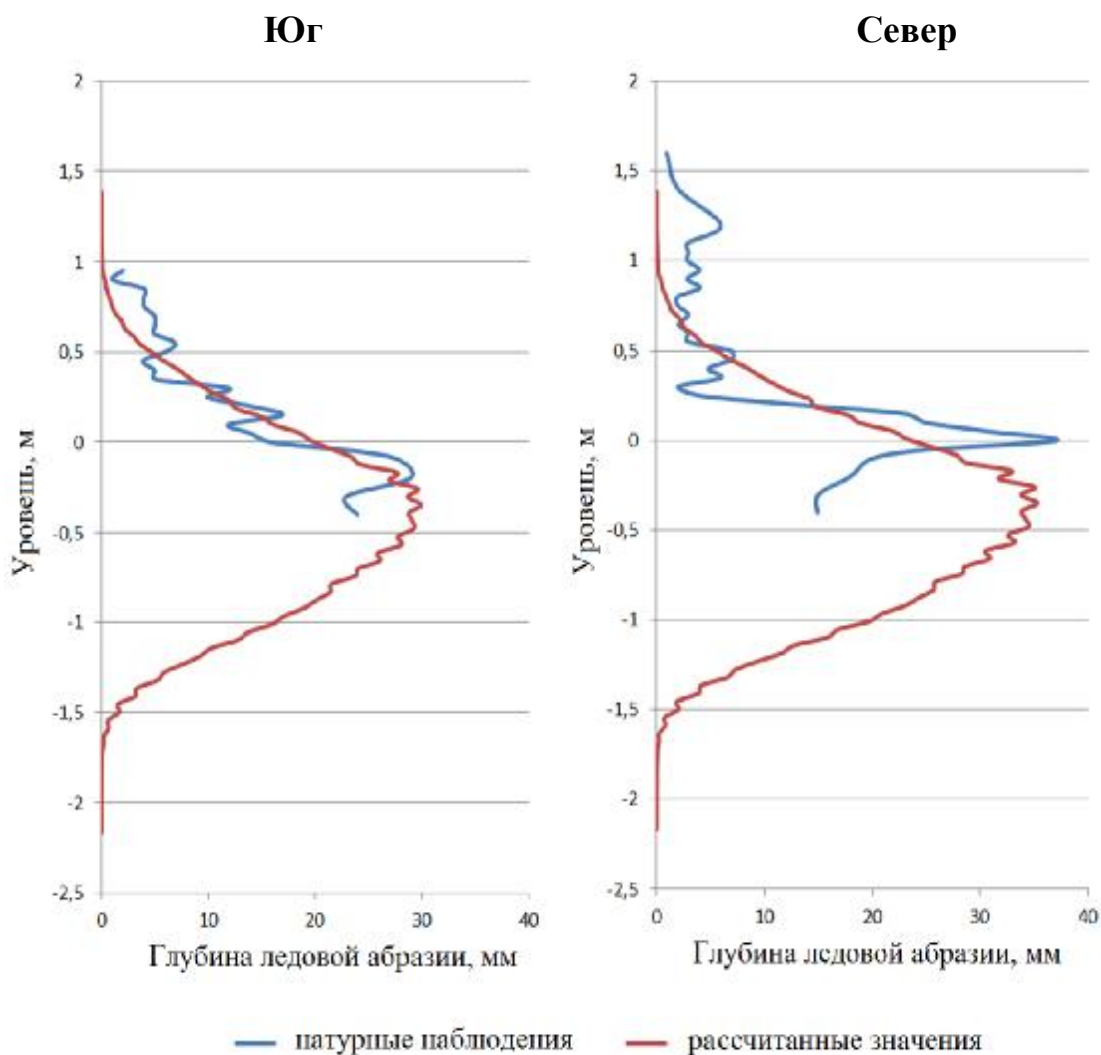 Юг Север
2 2
1,5 1,5
1 1
0,5 0,5
0 0
-0,5 -0,5
-1 -1
-1,5 -1,5
-2 -2
-2,5 -2,5
Уровень, м Уровень, м
0 10 20 30 40 0 10 20 30 40
Глубина ледовой абразии, мм Глубина ледовой абразии, мм
натурные наблюдения рассчитанные значения